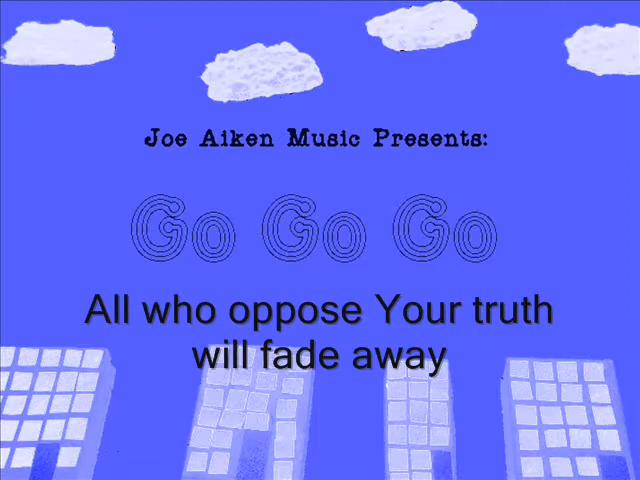 Joe Aiken Music Presents:
Go Go Go
All who oppose Your truth
will fade away